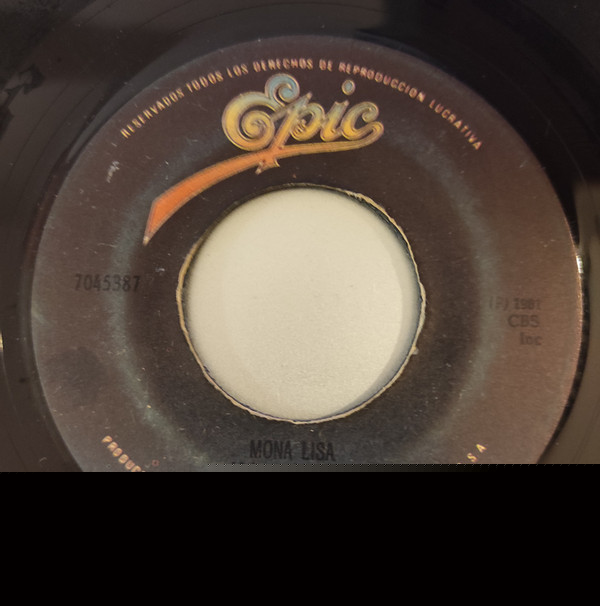 RESERVADOS TODOS LOS DERECHOS DE REPRODUCCION LUCRATIVA
Epic
7045387
(P) 1981
CBS
Inc
MONA LISA